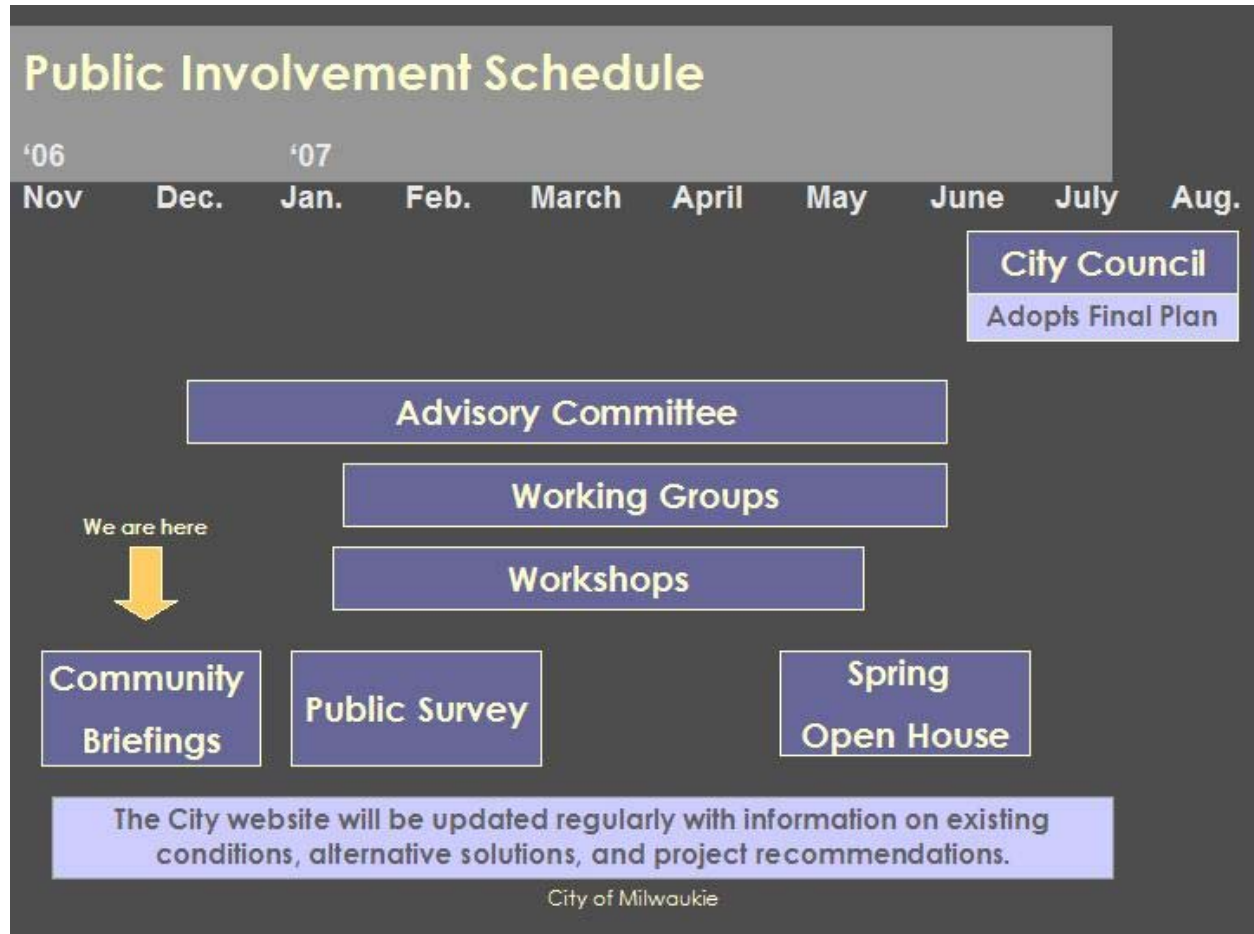 Public Involvement Schedule
‘06 ‘07
Nov Dec. Jan. Feb. March April May June July Aug.
City Council
Adopts Final Plan
Advisory Committee
Working Groups
We are here
Workshops
Community
Briefings
Public Survey
Spring
Open House
The City website will be updated regularly with information on existing
conditions, alternative solutions, and project recommendations.
City of Milwaukie